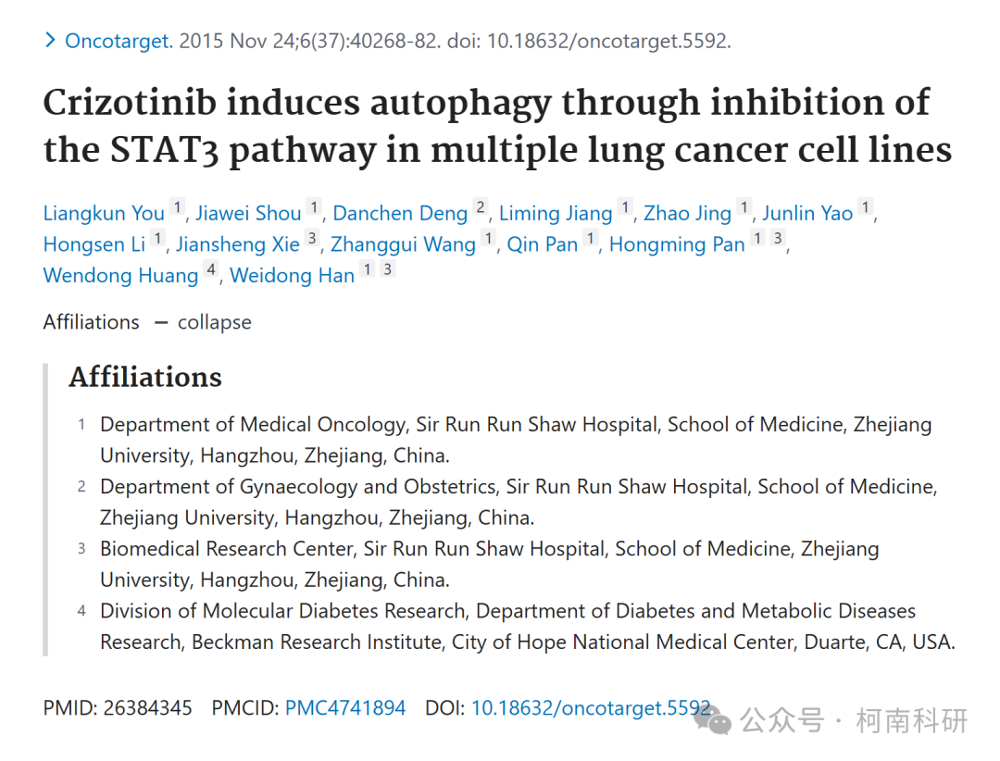 Oncotarget. 2015 Nov 24;6(37):40268-82. doi: 10.18632/oncotarget.5592.
Crizotinib induces autophagy through inhibition of
the STAT3 pathway in multiple lung cancer cell lines
Liangkun You 1, Jiawei Shou 1, Danchen Deng 2, Liming Jiang 1, Zhao Jing 1, Junlin Yao 1,
Hongsen Li 1, Jiansheng Xie 3, Zhanggui Wang 1, Qin Pan 1, Hongming Pan 1 3,
Wendong Huang 4, Weidong Han 1 3
Affiliations — collapse
Affiliations
1 Department of Medical Oncology, Sir Run Run Shaw Hospital, School of Medicine, Zhejiang
University, Hangzhou, Zhejiang, China.
2 Department of Gynaecology and Obstetrics, Sir Run Run Shaw Hospital, School of Medicine,
Zhejiang University, Hangzhou, Zhejiang, China.
3 Biomedical Research Center, Sir Run Run Shaw Hospital, School of Medicine, Zhejiang
University, Hangzhou, Zhejiang, China.
4 Division of Molecular Diabetes Research, Department of Diabetes and Metabolic Diseases
Research, Beckman Research Institute, City of Hope National Medical Center, Duarte, CA, USA.
PMID: 26384345 PMCID: PMC4741894 DOI: 10.18632/oncotarget.5592
公众号 · 柯南科研